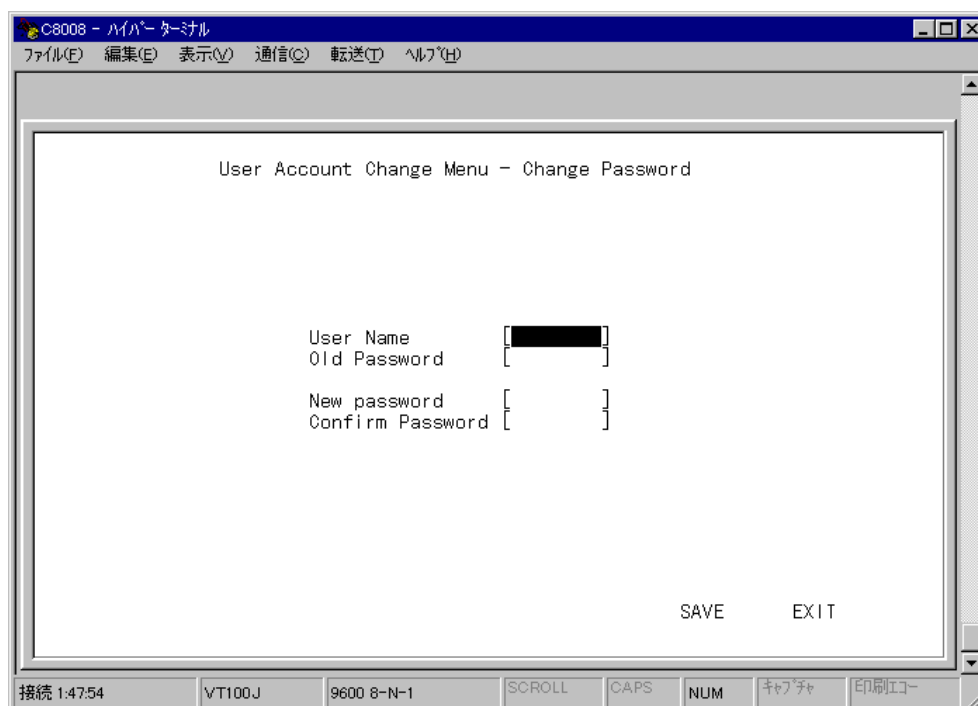 C8008 - ﾊｲﾊﾟｰ ﾀｰﾐﾅﾙ
ﾌｧｲﾙ(F) 編集(E) 表示(V) 通信(C) 転送(T) ﾍﾙﾌﾟ(H)
User Account Change Menu - Change Password
User Name [ ]
Old Password [ ]
New password [ ]
Confirm Password [ ]
SAVE EXIT
接続 1:47:54 VT100J 9600 8-N-1 SCROLL CAPS NUM ｷｬﾌﾟﾁｬ 印刷ｴｺｰ